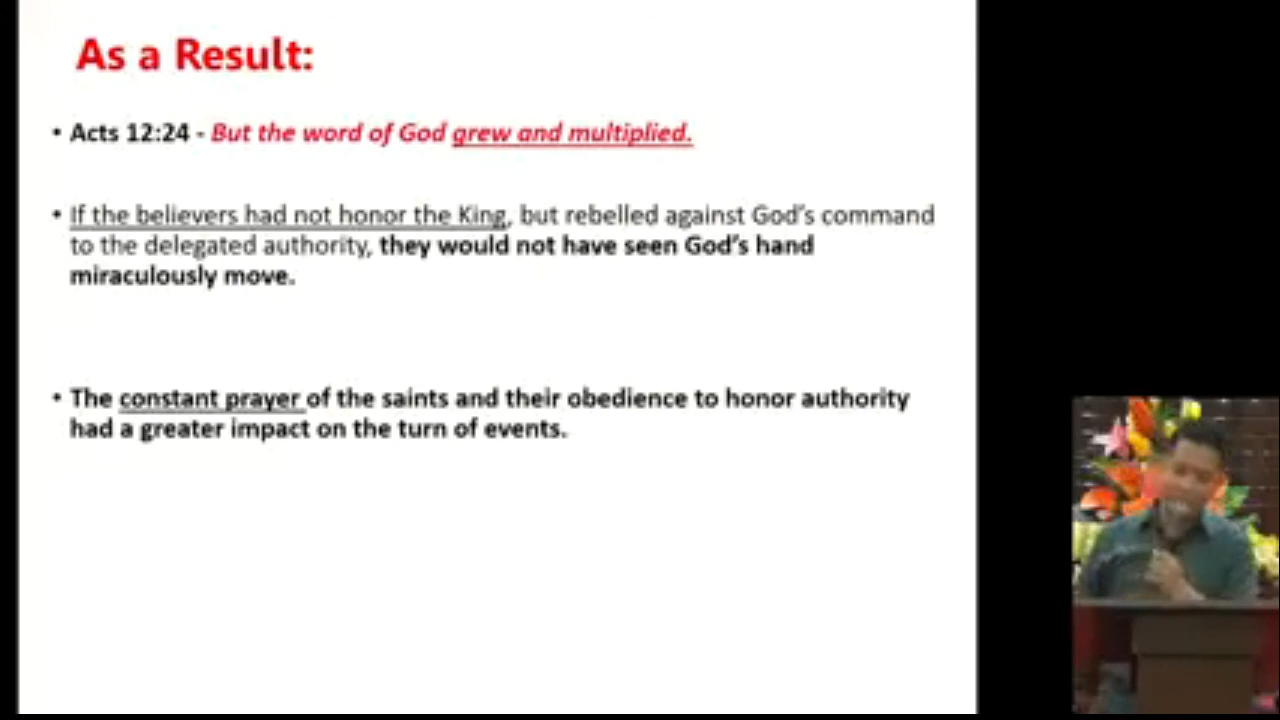 As a Result:
• Acts 12:24 - But the word of God grew and multiplied.
• If the believers had not honor the King, but rebelled against God's command
to the delegated authority, they would not have seen God's hand
miraculously move.
• The constant prayer of the saints and their obedience to honor authority
had a greater impact on the turn of events.